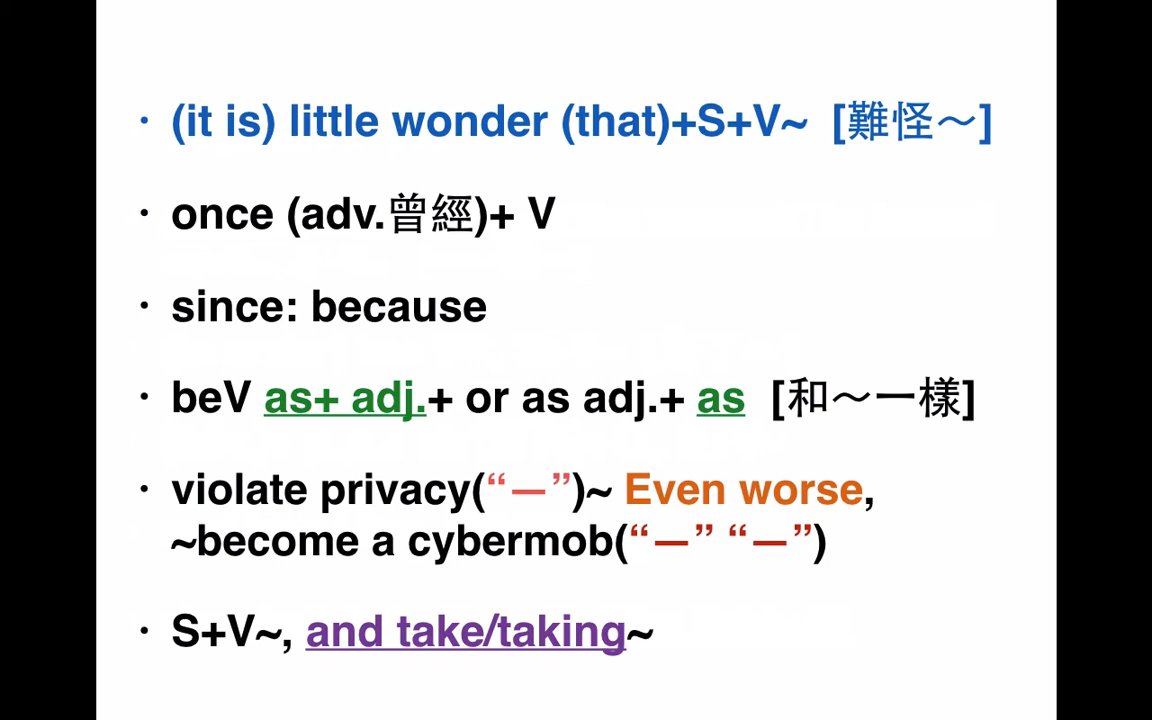 · (it is) little wonder (that)+S+V~ [難怪～]
· once (adv.曾經)+ V
· since: because
· beV as+ adj.+ or as adj.+ as [和～一樣]
· violate privacy(“—”)~ Even worse,
~become a cybermob(“—” “—”)
· S+V~, and take/taking~